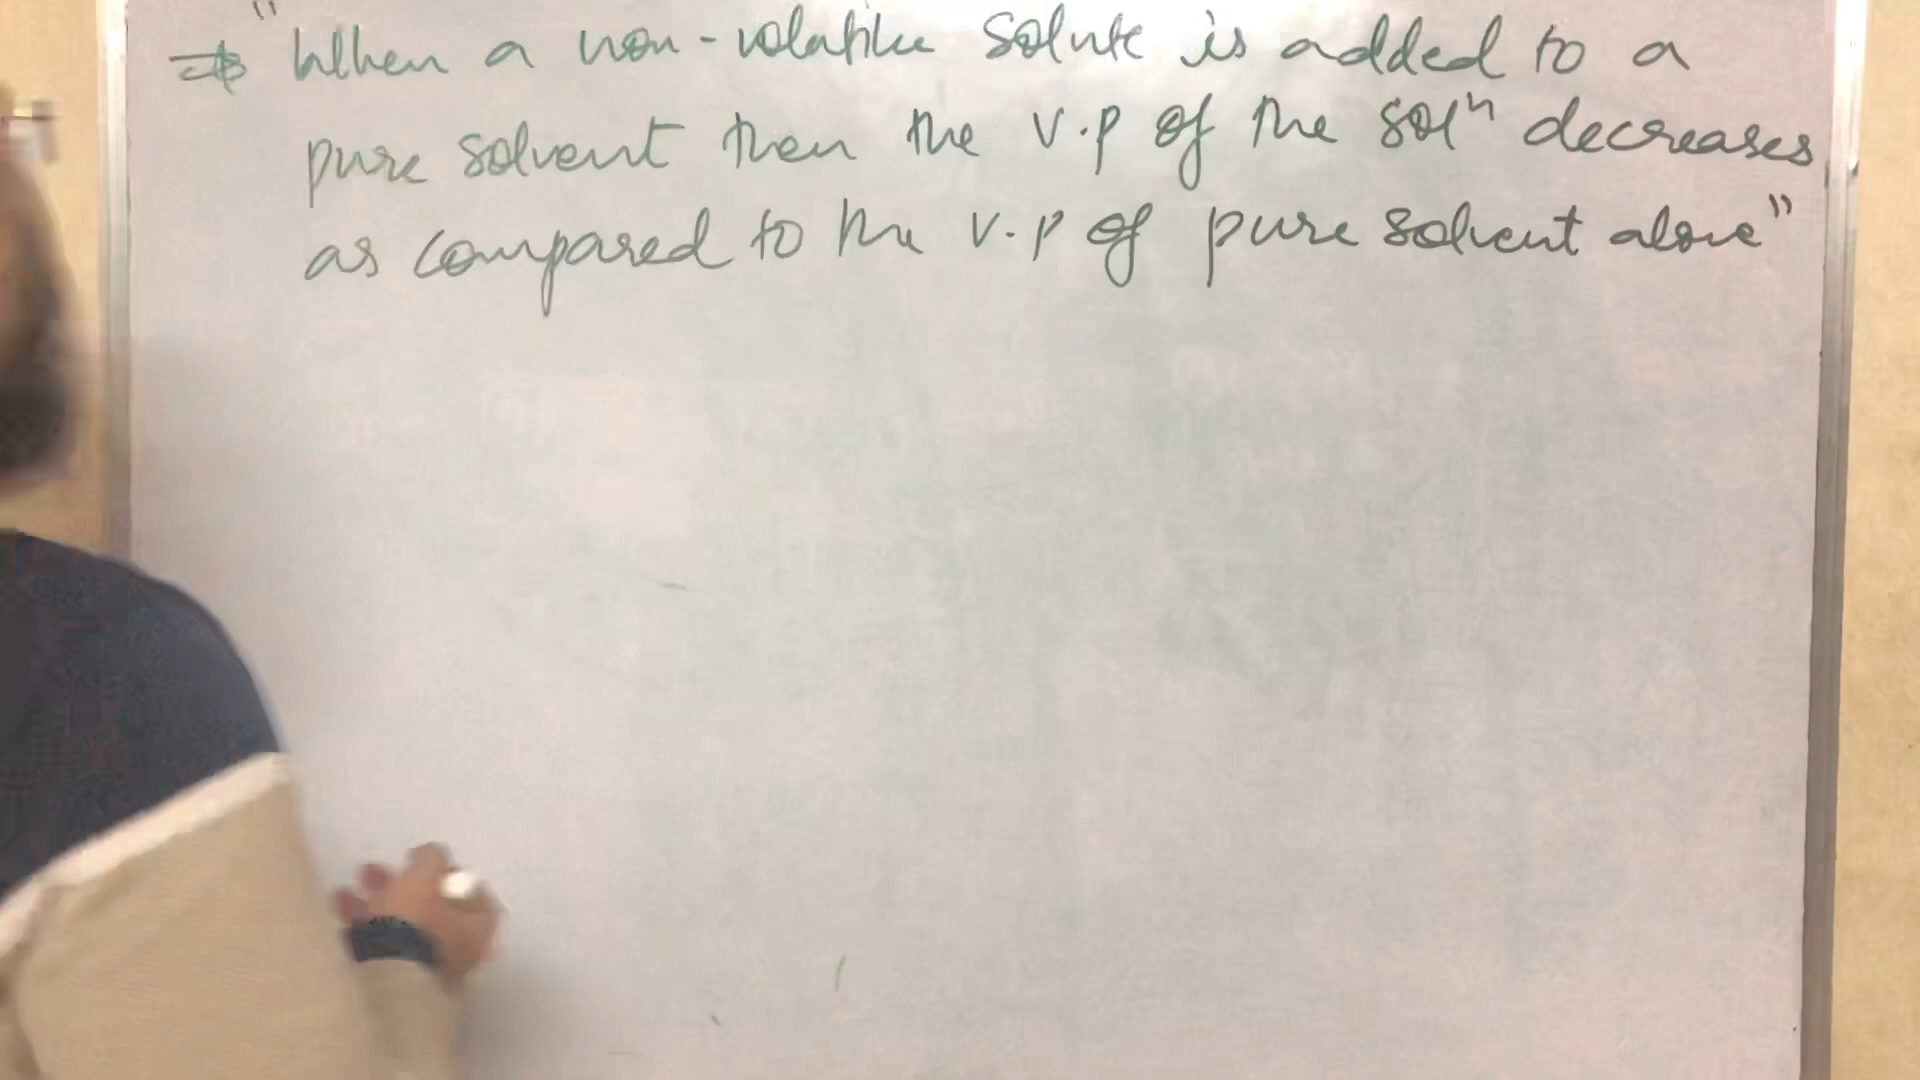 ⇒ "When a non-volatile solute is added to a
pure solvent then the v.p of the solⁿ decreases
as compared to the v.p of pure solvent alone"